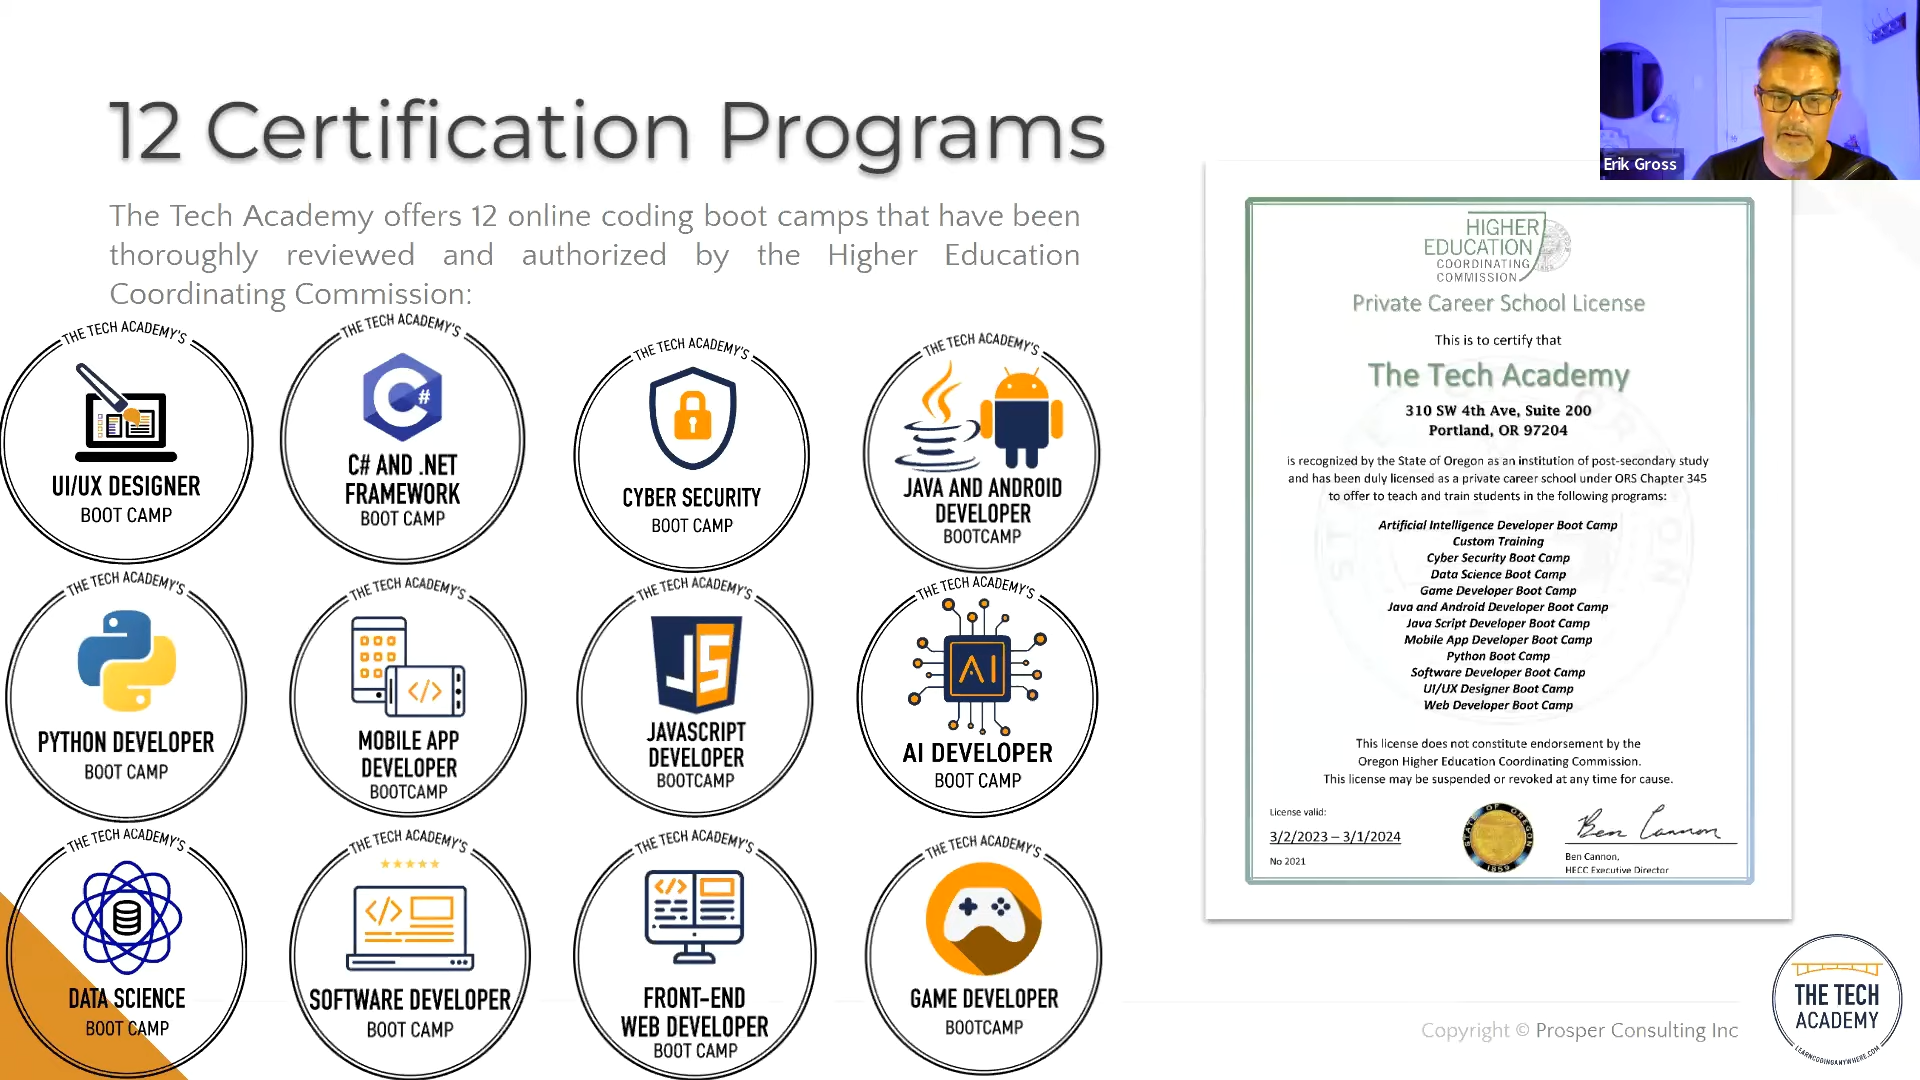 12 Certification Programs
The Tech Academy offers 12 online coding boot camps that have been
thoroughly reviewed and authorized by the Higher Education
Coordinating Commission:
THE TECH ACADEMY'S
UI/UX DESIGNER
BOOT CAMP
THE TECH ACADEMY'S
C#
C# AND .NET
FRAMEWORK
BOOT CAMP
THE TECH ACADEMY'S
CYBER SECURITY
BOOT CAMP
THE TECH ACADEMY'S
JAVA AND ANDROID
DEVELOPER
BOOTCAMP
THE TECH ACADEMY'S
PYTHON DEVELOPER
BOOT CAMP
THE TECH ACADEMY'S
</>
MOBILE APP
DEVELOPER
BOOTCAMP
THE TECH ACADEMY'S
JS
JAVASCRIPT
DEVELOPER
BOOTCAMP
THE TECH ACADEMY'S
AI
AI DEVELOPER
BOOT CAMP
THE TECH ACADEMY'S
DATA SCIENCE
BOOT CAMP
THE TECH ACADEMY'S
</>
SOFTWARE DEVELOPER
BOOT CAMP
THE TECH ACADEMY'S
</>
FRONT-END
WEB DEVELOPER
BOOT CAMP
THE TECH ACADEMY'S
GAME DEVELOPER
BOOTCAMP
Erik Gross
HIGHER
EDUCATION
COORDINATING
COMMISSION
Private Career School License
This is to certify that
The Tech Academy
310 SW 4th Ave, Suite 200
Portland, OR 97204
is recognized by the State of Oregon as an institution of post-secondary study
and has been duly licensed as a private career school under ORS Chapter 345
to offer to teach and train students in the following programs:
Artificial Intelligence Developer Boot Camp
Custom Training
Cyber Security Boot Camp
Data Science Boot Camp
Game Developer Boot Camp
Java and Android Developer Boot Camp
Java Script Developer Boot Camp
Mobile App Developer Boot Camp
Python Boot Camp
Software Developer Boot Camp
UI/UX Designer Boot Camp
Web Developer Boot Camp
This license does not constitute endorsement by the
Oregon Higher Education Coordinating Commission.
This license may be suspended or revoked at any time for cause.
License valid:
3/2/2023 – 3/1/2024
No 2021
STATE OF OREGON
1859
Ben Cannon
Ben Cannon,
HECC Executive Director
Copyright © Prosper Consulting Inc
THE TECH
ACADEMY
LEARNCODINGANYWHERE.COM